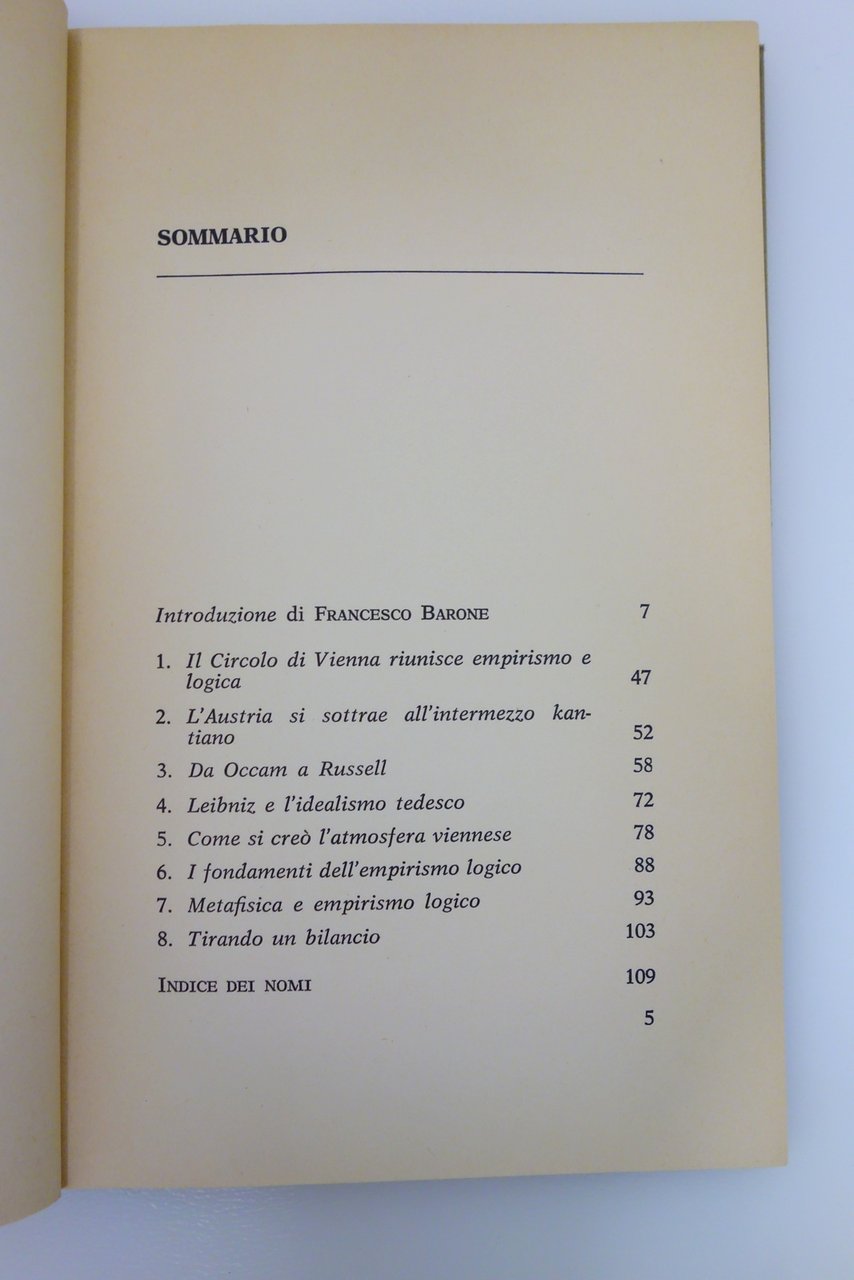 SOMMARIO
Introduzione di FRANCESCO BARONE 7
1. Il Circolo di Vienna riunisce empirismo e
logica 47
2. L'Austria si sottrae all'intermezzo kan-
tiano 52
3. Da Occam a Russell 58
4. Leibniz e l'idealismo tedesco 72
5. Come si creò l'atmosfera viennese 78
6. I fondamenti dell'empirismo logico 88
7. Metafisica e empirismo logico 93
8. Tirando un bilancio 103
INDICE DEI NOMI 109
5